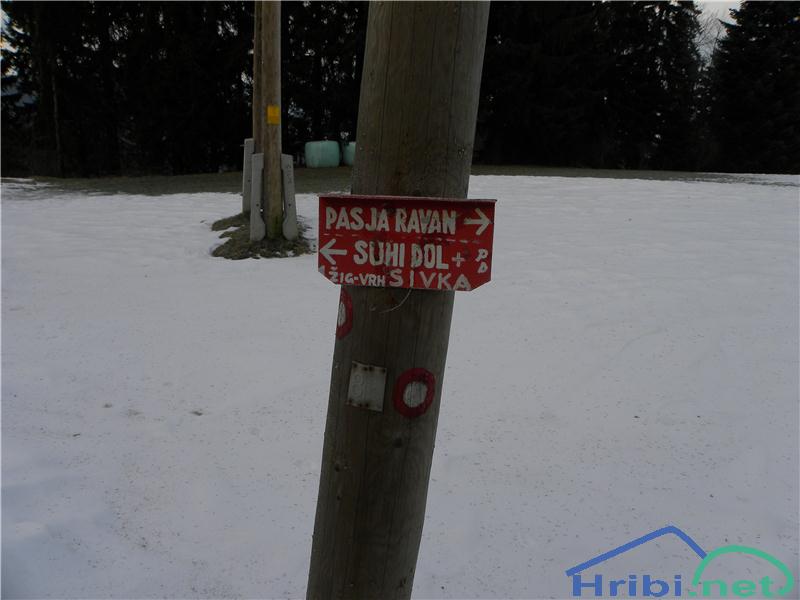 PASJA RAVAN →
← SUHI DOL +
ŽIG-VRH SIVKA
PD
Hribi.net